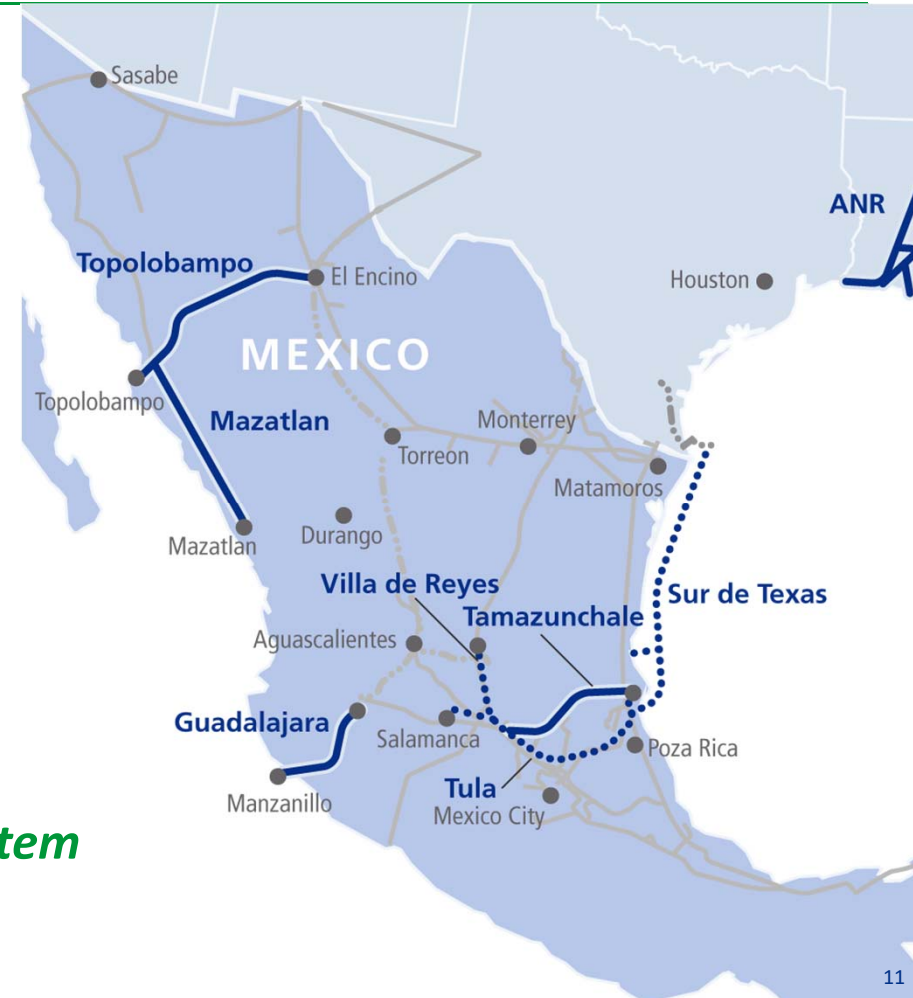 Sasabe
ANR
Topolobampo
El Encino
Houston
MEXICO
Topolobampo
Mazatlan
Monterrey
Torreon
Matamoros
Durango
Mazatlan
Villa de Reyes
Sur de Texas
Tamazunchale
Aguascalientes
Guadalajara
Salamanca
Poza Rica
Tula
Manzanillo
Mexico City
tem
11